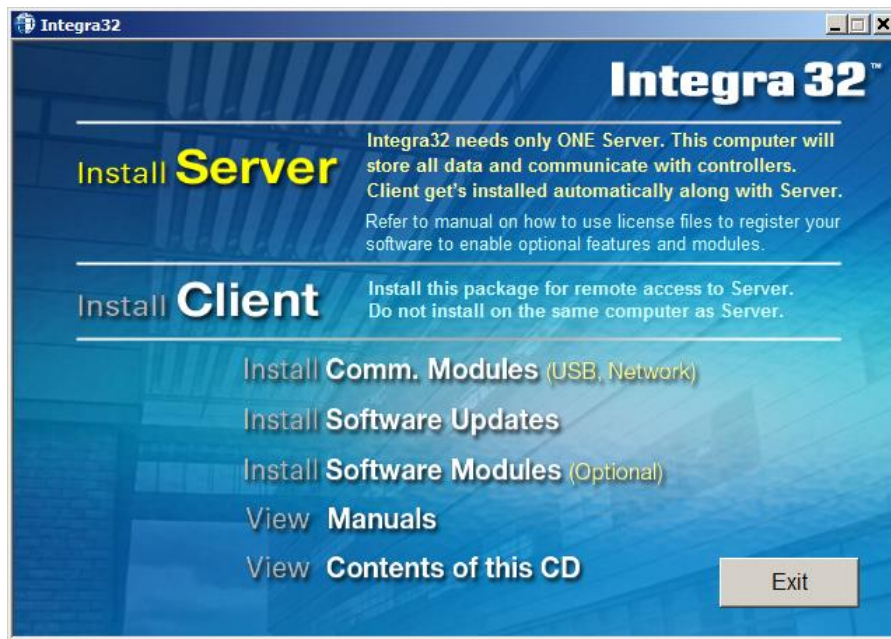 Integra32
Integra 32™
Install Server
Integra32 needs only ONE Server. This computer will
store all data and communicate with controllers.
Client get's installed automatically along with Server.
Refer to manual on how to use license files to register your
software to enable optional features and modules.
Install Client
Install this package for remote access to Server.
Do not install on the same computer as Server.
Install Comm. Modules (USB, Network)
Install Software Updates
Install Software Modules (Optional)
View Manuals
View Contents of this CD
Exit